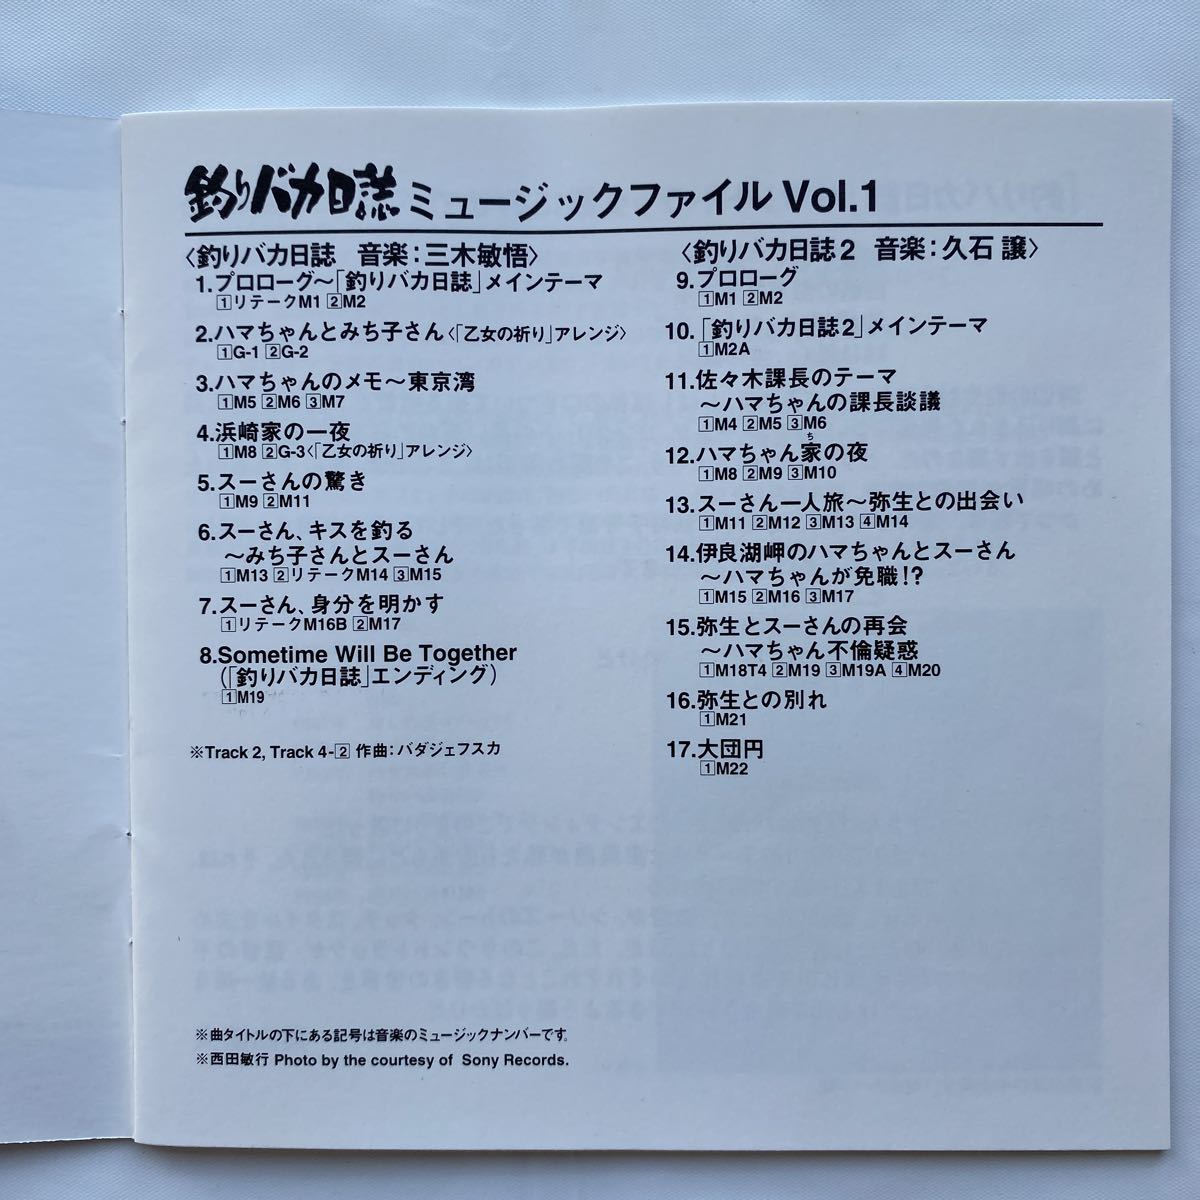 釣りバカ日誌 ミュージックファイル Vol.1
〈釣りバカ日誌　音楽：三木敏悟〉
1.プロローグ～「釣りバカ日誌」メインテーマ
1リテークM1 2M2
2.ハマちゃんとみち子さん〈「乙女の祈り」アレンジ〉
1G-1 2G-2
3.ハマちゃんのメモ～東京湾
1M5 2M6 3M7
4.浜崎家の一夜
1M8 2G-3〈「乙女の祈り」アレンジ〉
5.スーさんの驚き
1M9 2M11
6.スーさん、キスを釣る
～みち子さんとスーさん
1M13 2リテークM14 3M15
7.スーさん、身分を明かす
1リテークM16B 2M17
8.Sometime Will Be Together
(「釣りバカ日誌」エンディング)
1M19
※Track 2, Track 4-2 作曲：バダジェフスカ
〈釣りバカ日誌2　音楽：久石 譲〉
9.プロローグ
1M1 2M2
10.「釣りバカ日誌2」メインテーマ
1M2A
11.佐々木課長のテーマ
～ハマちゃんの課長談議
1M4 2M5 3M6
12.ハマちゃん家の夜
ち
1M8 2M9 3M10
13.スーさん一人旅～弥生との出会い
1M11 2M12 3M13 4M14
14.伊良湖岬のハマちゃんとスーさん
～ハマちゃんが免職!?
1M15 2M16 3M17
15.弥生とスーさんの再会
～ハマちゃん不倫疑惑
1M18T4 2M19 3M19A 4M20
16.弥生との別れ
1M21
17.大団円
1M22
※曲タイトルの下にある記号は音楽のミュージックナンバーです。
※西田敏行 Photo by the courtesy of Sony Records.